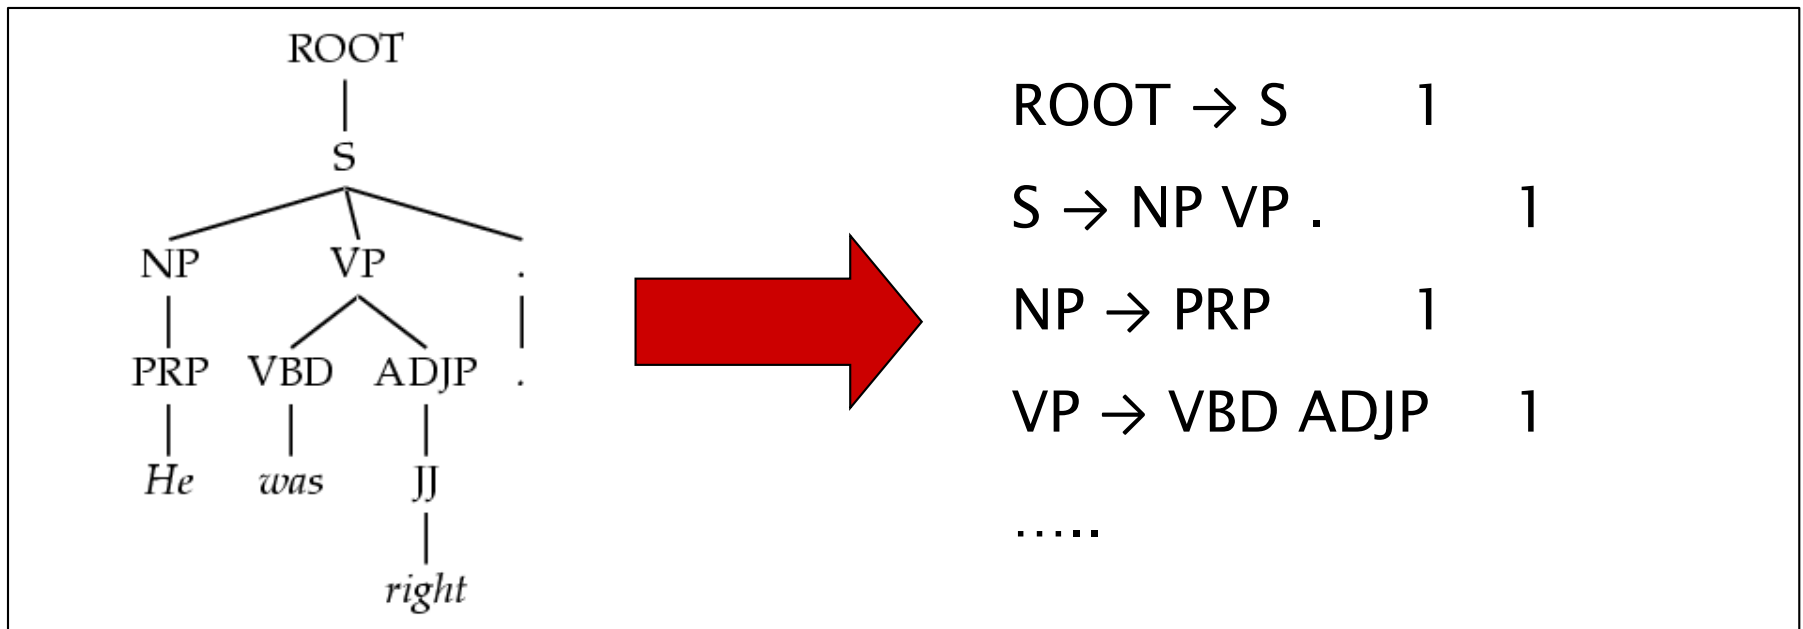 ROOT
S
NP VP .
PRP VBD ADJP .
He was JJ
right
ROOT → S 1
S → NP VP . 1
NP → PRP 1
VP → VBD ADJP 1
…..